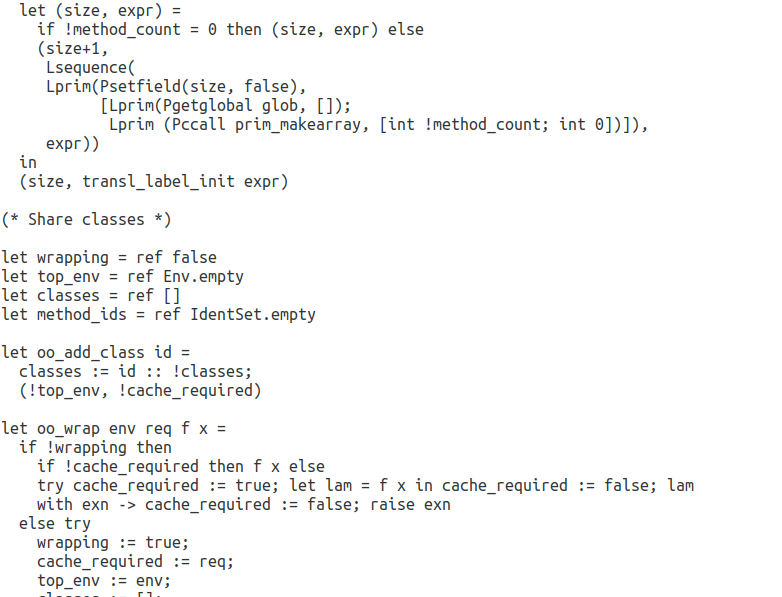 let (size, expr) =
    if !method_count = 0 then (size, expr) else
    (size+1,
     Lsequence(
     Lprim(Psetfield(size, false),
           [Lprim(Pgetglobal glob, []);
            Lprim (Pccall prim_makearray, [int !method_count; int 0])]),
     expr))
  in
  (size, transl_label_init expr)

(* Share classes *)

let wrapping = ref false
let top_env = ref Env.empty
let classes = ref []
let method_ids = ref IdentSet.empty

let oo_add_class id =
  classes := id :: !classes;
  (!top_env, !cache_required)

let oo_wrap env req f x =
  if !wrapping then
    if !cache_required then f x else
    try cache_required := true; let lam = f x in cache_required := false; lam
    with exn -> cache_required := false; raise exn
  else try
    wrapping := true;
    cache_required := req;
    top_env := env;
    classes := [];